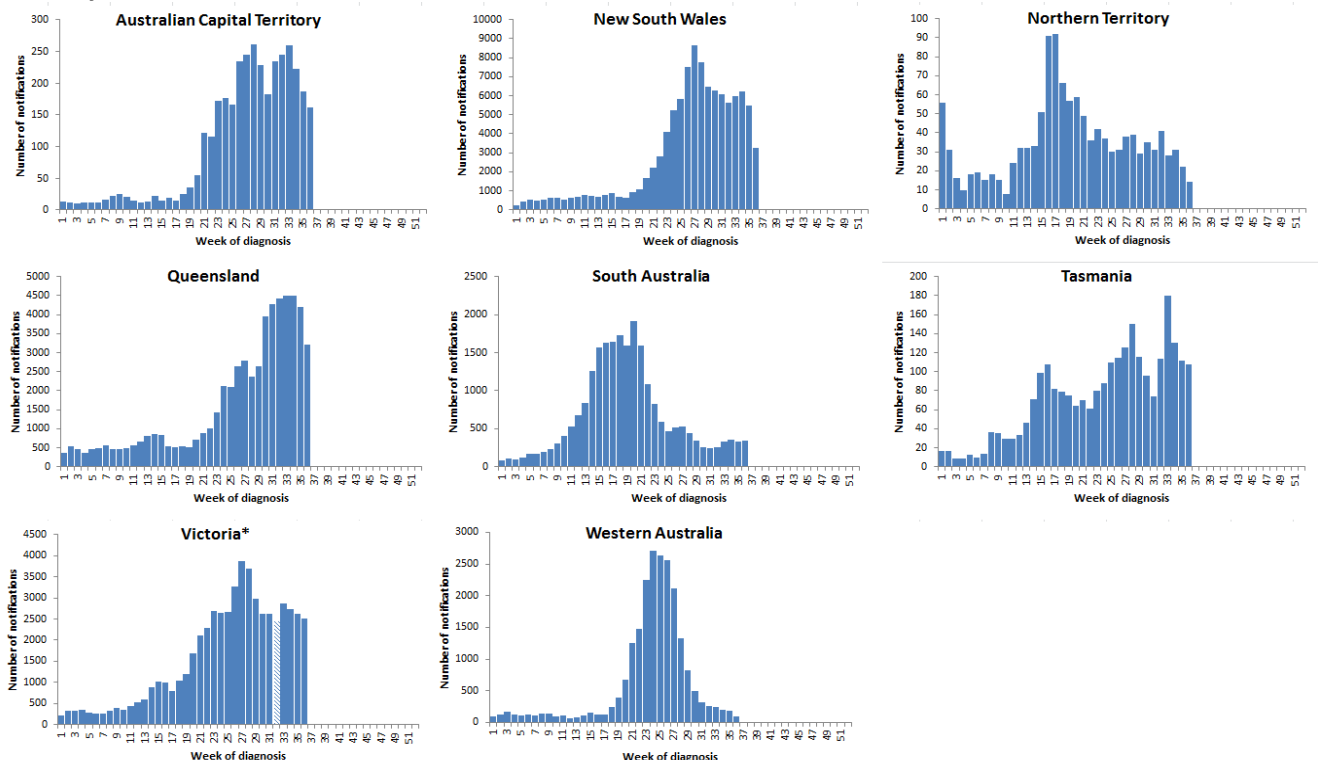 Australian Capital Territory
300
250
200
150
100
50
0
Number of notifications
1 3 5 7 9 11 13 15 17 19 21 23 25 27 29 31 33 35 37 39 41 43 45 47 49 51
Week of diagnosis
New South Wales
10000
9000
8000
7000
6000
5000
4000
3000
2000
1000
0
Number of notifications
1 3 5 7 9 11 13 15 17 19 21 23 25 27 29 31 33 35 37 39 41 43 45 47 49 51
Week of diagnosis
Northern Territory
100
90
80
70
60
50
40
30
20
10
0
Number of notifications
1 3 5 7 9 11 13 15 17 19 21 23 25 27 29 31 33 35 37 39 41 43 45 47 49 51
Week of diagnosis
Queensland
5000
4500
4000
3500
3000
2500
2000
1500
1000
500
0
Number of notifications
1 3 5 7 9 11 13 15 17 19 21 23 25 27 29 31 33 35 37 39 41 43 45 47 49 51
Week of diagnosis
South Australia
2500
2000
1500
1000
500
0
Number of notifications
1 3 5 7 9 11 13 15 17 19 21 23 25 27 29 31 33 35 37 39 41 43 45 47 49 51
Week of diagnosis
Tasmania
200
180
160
140
120
100
80
60
40
20
0
Number of notifications
1 3 5 7 9 11 13 15 17 19 21 23 25 27 29 31 33 35 37 39 41 43 45 47 49 51
Week of diagnosis
Victoria*
4500
4000
3500
3000
2500
2000
1500
1000
500
0
Number of notifications
1 3 5 7 9 11 13 15 17 19 21 23 25 27 29 31 33 35 37 39 41 43 45 47 49 51
Week of diagnosis
Western Australia
3000
2500
2000
1500
1000
500
0
Number of notifications
1 3 5 7 9 11 13 15 17 19 21 23 25 27 29 31 33 35 37 39 41 43 45 47 49 51
Week of diagnosis